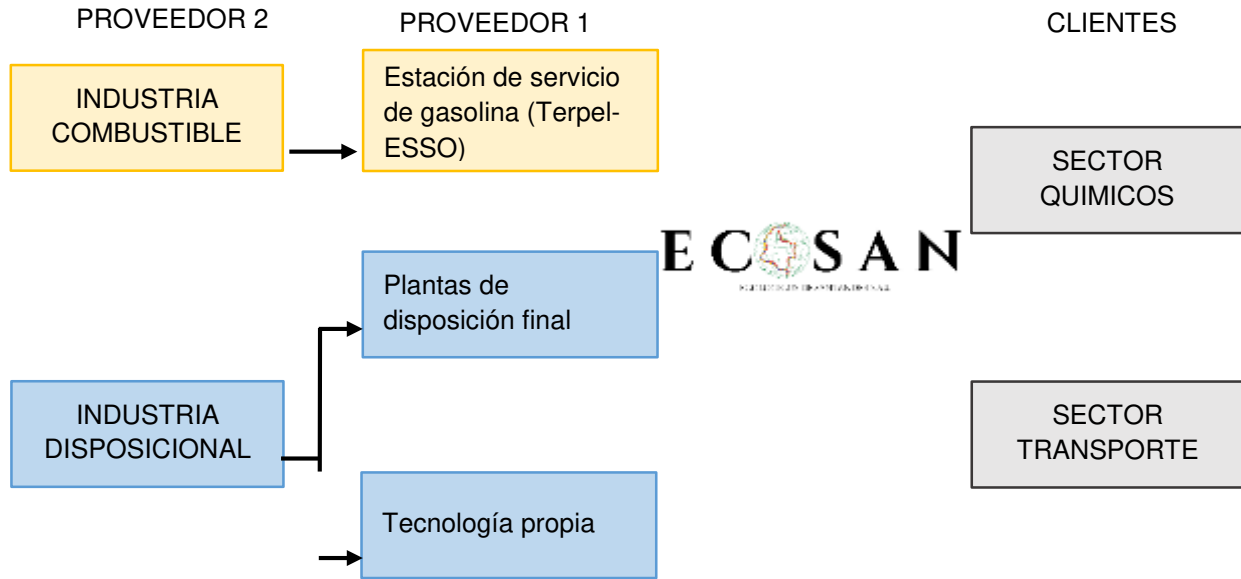 PROVEEDOR 2
PROVEEDOR 1
CLIENTES
INDUSTRIA
COMBUSTIBLE
Estación de servicio
de gasolina (Terpel-
ESSO)
SECTOR
QUIMICOS
ECOSAN
Plantas de
disposición final
INDUSTRIA
DISPOSICIONAL
SECTOR
TRANSPORTE
Tecnología propia